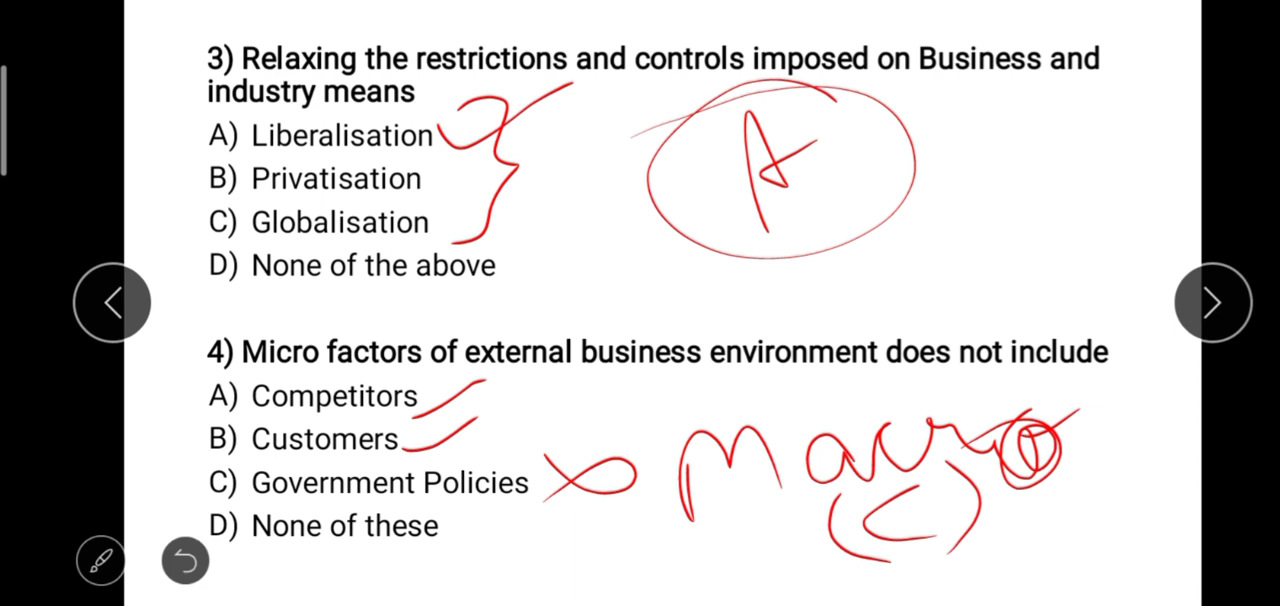 3) Relaxing the restrictions and controls imposed on Business and
industry means
A) Liberalisation
B) Privatisation
C) Globalisation
D) None of the above
A
4) Micro factors of external business environment does not include
A) Competitors
B) Customers
C) Government Policies
D) None of these
Macro
(C)